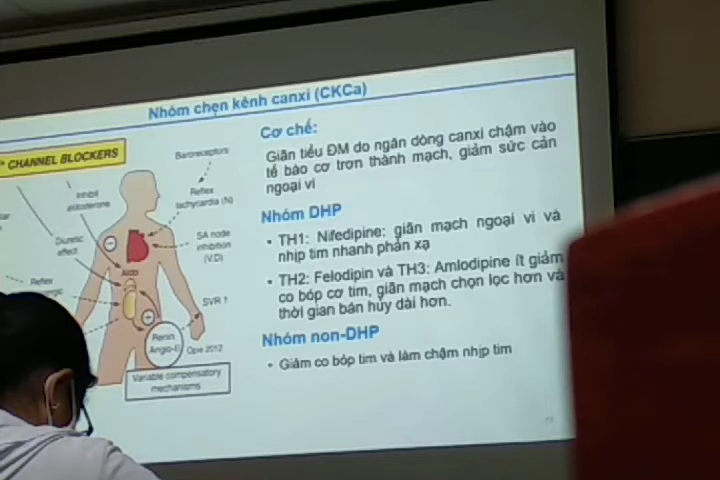 Nhóm chẹn kênh canxi (CKCa)
CHANNEL BLOCKERS
Baroreceptors
Inhibit
aldosterone
Reflex
tachycardia (N)
Diuretic
effect
SA node
inhibition
(V,D)
Aldo
Reflex
SVR ↑
Renin
Angio-II
Opie 2012
Variable compensatory
mechanisms
Cơ chế:
Giãn tiểu ĐM do ngăn dòng canxi chậm vào
tế bào cơ trơn thành mạch, giảm sức cản
ngoại vi
Nhóm DHP
• TH1: Nifedipine: giãn mạch ngoại vi và
nhịp tim nhanh phản xạ
• TH2: Felodipin và TH3: Amlodipine ít giảm
co bóp cơ tim, giãn mạch chọn lọc hơn và
thời gian bán hủy dài hơn.
Nhóm non-DHP
• Giảm co bóp tim và làm chậm nhịp tim